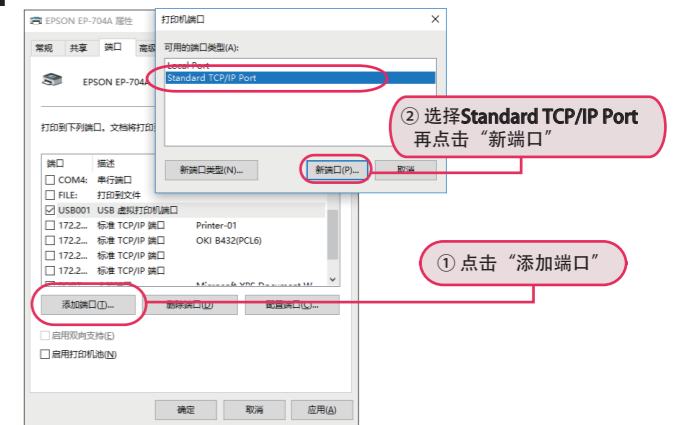 EPSON EP-704A 属性
打印机端口
常规 共享 端口 高级
可用的端口类型(A):
Local Port
Standard TCP/IP Port
EPSON EP-704A
打印到下列端口。文档将打印
② 选择Standard TCP/IP Port
再点击“新端口”
新端口类型(N)... 新端口(P)... 取消
端口 描述
COM4: 串行端口
FILE: 打印到文件
USB001 USB 虚拟打印机端口
172.2... 标准 TCP/IP 端口 Printer-01
172.2... 标准 TCP/IP 端口 OKI B432(PCL6)
172.2... 标准 TCP/IP 端口
172.2... 标准 TCP/IP 端口
Microsoft XPS Document W...
① 点击“添加端口”
添加端口(T)... 删除端口(D) 配置端口(C)...
启用双向支持(E)
启用打印机池(N)
确定 取消 应用(A)